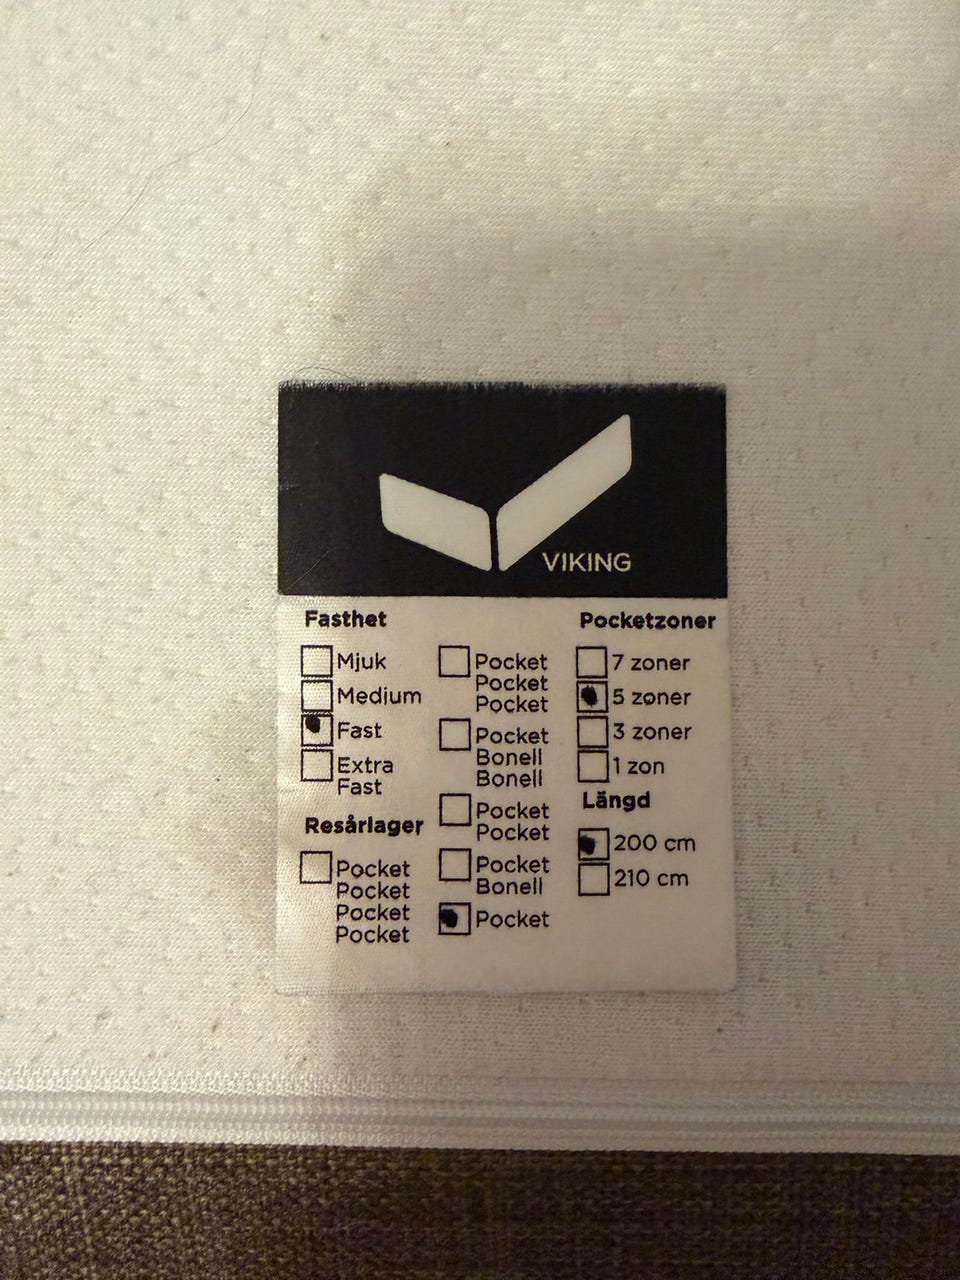 VIKING
Fasthet
Mjuk
Medium
Fast
Extra
Fast
Resårlager
Pocket
Pocket
Pocket
Pocket
Pocket
Pocket
Pocket
Pocket
Bonell
Bonell
Pocket
Pocket
Pocket
Bonell
Pocket
Pocketzoner
7 zoner
5 zoner
3 zoner
1 zon
Längd
200 cm
210 cm